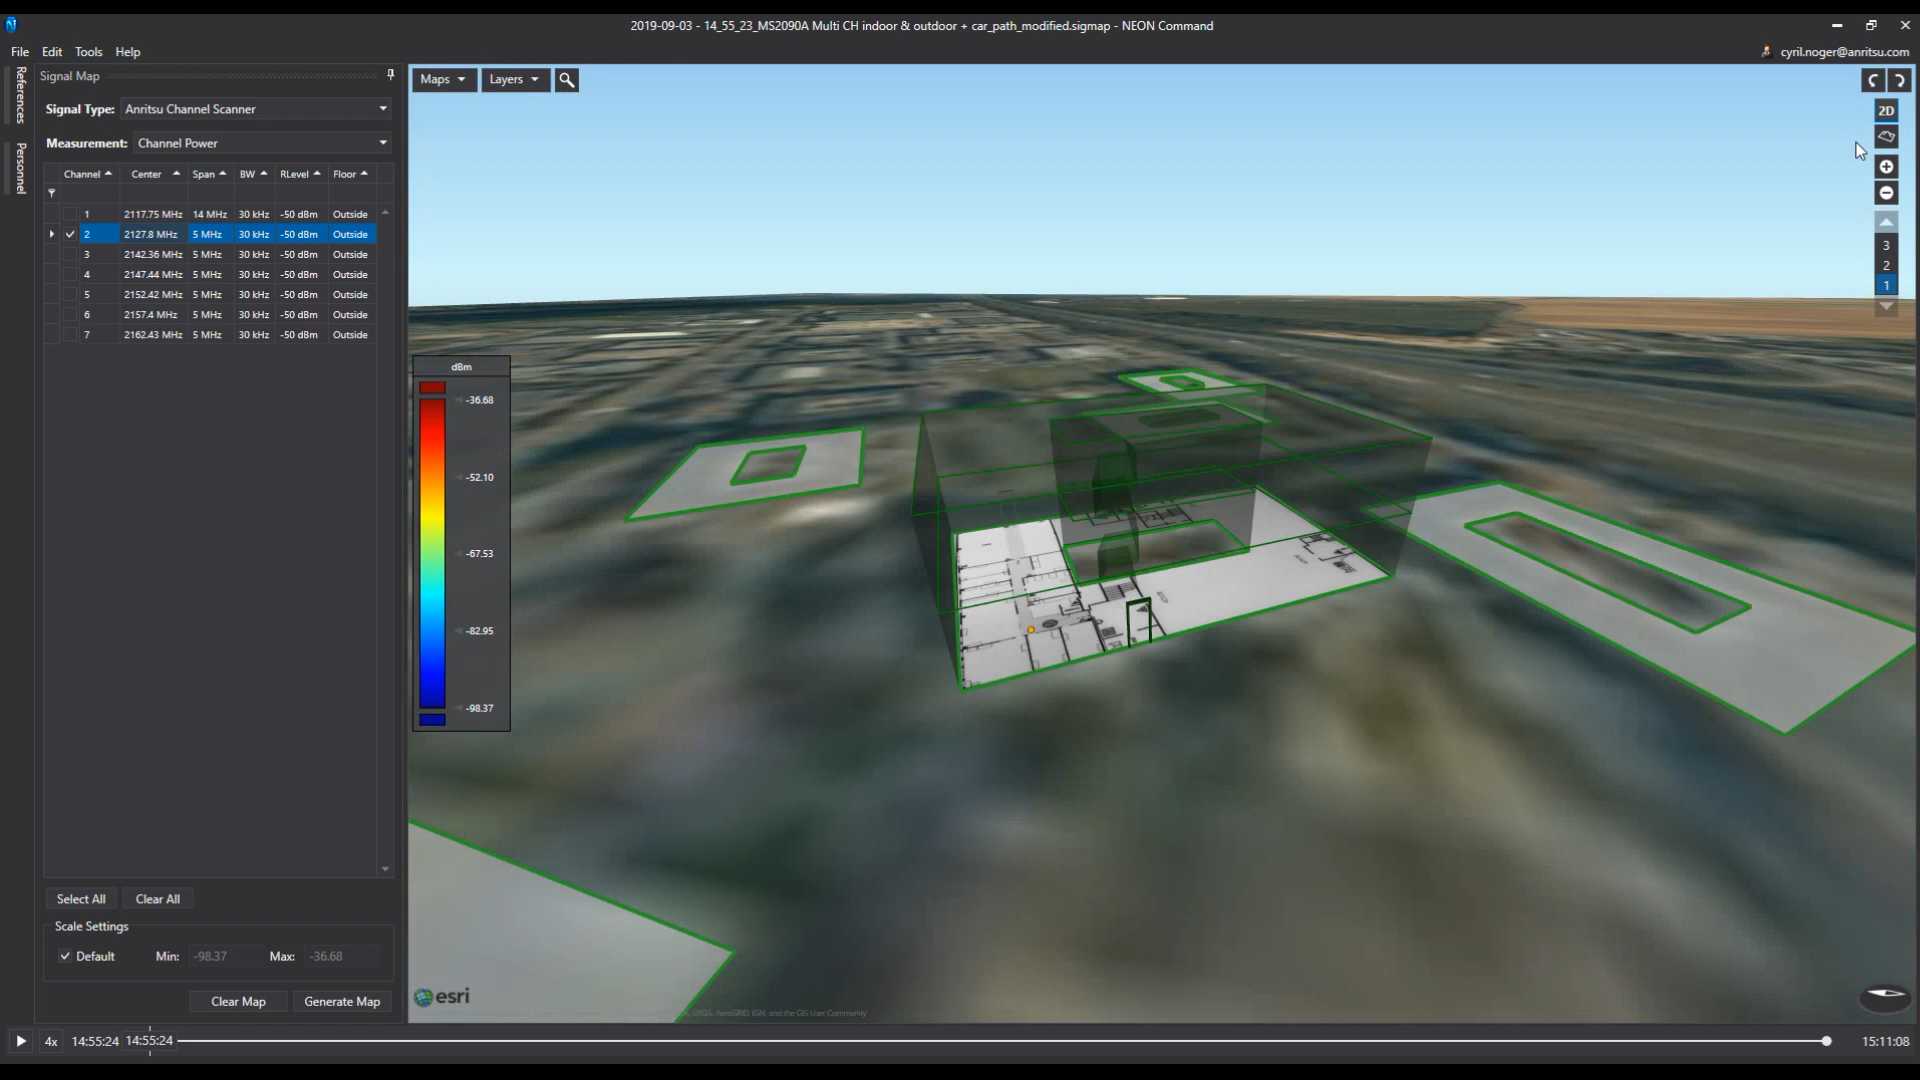 2019-09-03 - 14_55_23_MS2090A Multi CH indoor & outdoor + car_path_modified.sigmap - NEON Command
File Edit Tools Help
cyril.noger@anritsu.com
References
Personnel
Signal Map
Signal Type: Anritsu Channel Scanner
Measurement: Channel Power
Channel Center Span BW RLevel Floor
1 2117.75 MHz 14 MHz 30 kHz -50 dBm Outside
2 2127.8 MHz 5 MHz 30 kHz -50 dBm Outside
3 2142.36 MHz 5 MHz 30 kHz -50 dBm Outside
4 2147.44 MHz 5 MHz 30 kHz -50 dBm Outside
5 2152.42 MHz 5 MHz 30 kHz -50 dBm Outside
6 2157.4 MHz 5 MHz 30 kHz -50 dBm Outside
7 2162.43 MHz 5 MHz 30 kHz -50 dBm Outside
Select All Clear All
Scale Settings
Default Min: -98.37 Max: -36.68
Clear Map Generate Map
Maps Layers
2D
3
2
1
dBm
-36.68
-52.10
-67.53
-82.95
-98.37
esri
USGS, AeroGRID, IGN, and the GIS User Community
4x 14:55:24 14:55:24 15:11:08